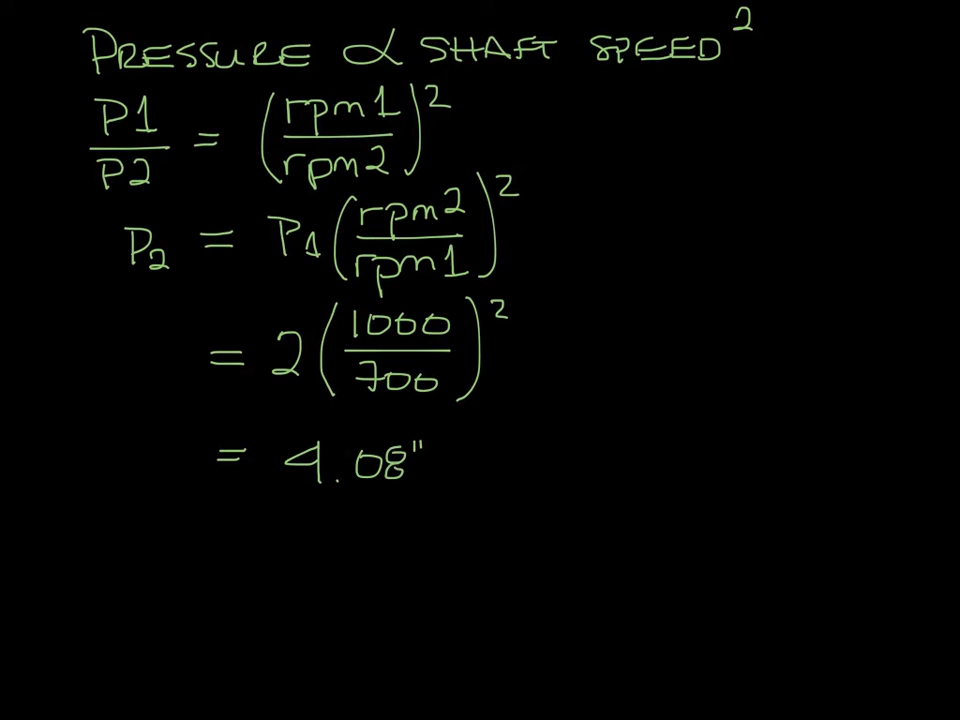 PRESSURE ∝ SHAFT SPEED²
P1/P2 = (rpm1/rpm2)²
P₂ = P₁(rpm2/rpm1)²
= 2(1000/700)²
= 4.08"